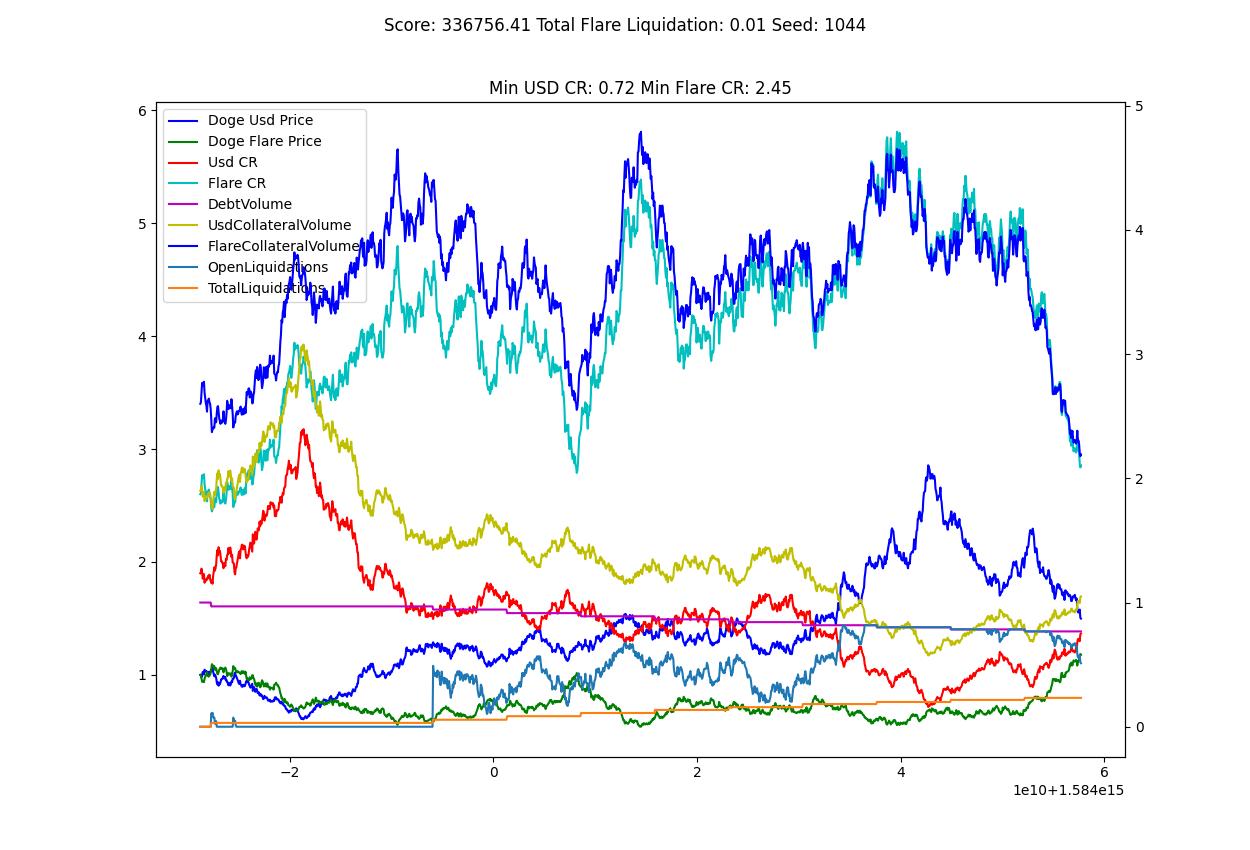 Score: 336756.41 Total Flare Liquidation: 0.01 Seed: 1044
Min USD CR: 0.72 Min Flare CR: 2.45
Doge Usd Price
Doge Flare Price
Usd CR
Flare CR
DebtVolume
UsdCollateralVolume
FlareCollateralVolume
OpenLiquidations
TotalLiquidations
6
5
4
3
2
1
5
4
3
2
1
0
−2
0
2
4
6
1e10+1.584e15